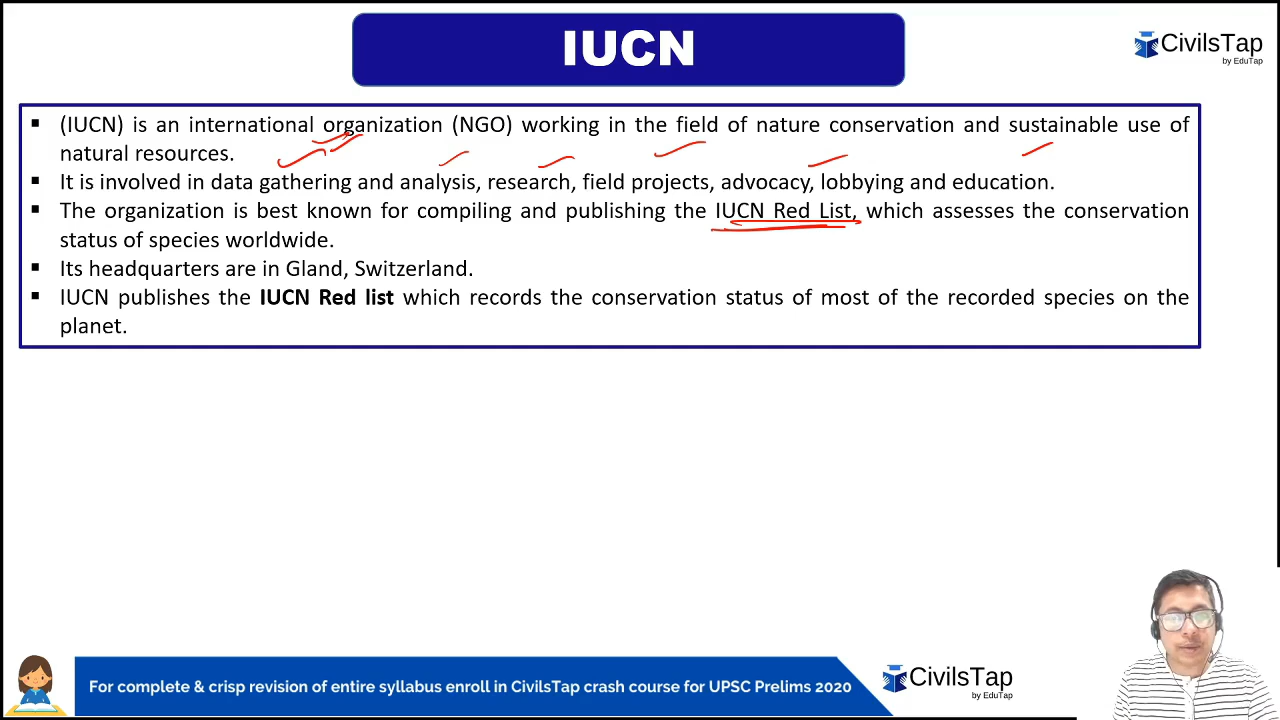 IUCN
CivilsTap
by EduTap
▪ (IUCN) is an international organization (NGO) working in the field of nature conservation and sustainable use of
natural resources.
▪ It is involved in data gathering and analysis, research, field projects, advocacy, lobbying and education.
▪ The organization is best known for compiling and publishing the IUCN Red List, which assesses the conservation
status of species worldwide.
▪ Its headquarters are in Gland, Switzerland.
▪ IUCN publishes the IUCN Red list which records the conservation status of most of the recorded species on the
planet.
For complete & crisp revision of entire syllabus enroll in CivilsTap crash course for UPSC Prelims 2020
CivilsTap
by EduTap